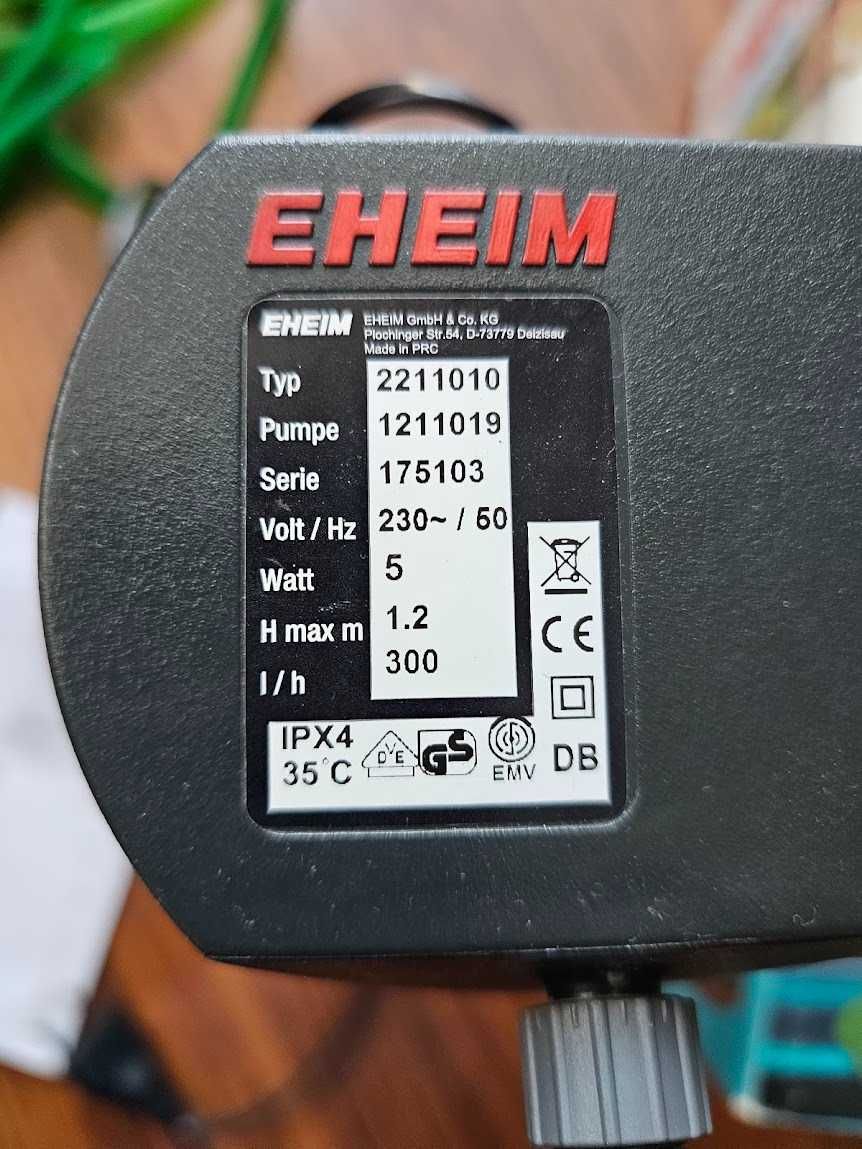 EHEIM
EHEIM EHEIM GmbH & Co. KG
Plochinger Str.54, D-73779 Deizisau
Made in PRC
Typ 2211010
Pumpe 1211019
Serie 175103
Volt / Hz 230~ / 50
Watt 5
H max m 1.2
l / h 300
CE
IPX4
35°C
DVE
GS
EMV
DB